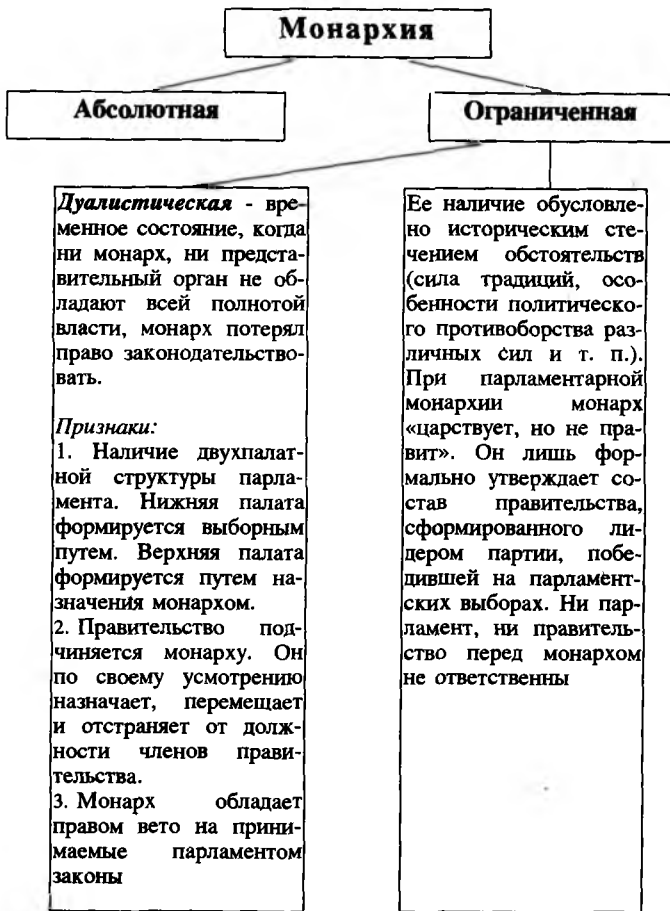 Монархия
Абсолютная
Ограниченная
Дуалистическая - вре-
менное состояние, когда
ни монарх, ни предста-
вительный орган не об-
ладают всей полнотой
власти, монарх потерял
право законодательство-
вать.
Признаки:
1. Наличие двухпалат-
ной структуры парла-
мента. Нижняя палата
формируется выборным
путем. Верхняя палата
формируется путем на-
значения монархом.
2. Правительство под-
чиняется монарху. Он
по своему усмотрению
назначает, перемещает
и отстраняет от долж-
ности членов прави-
тельства.
3. Монарх обладает
правом вето на прини-
маемые парламентом
законы
Ее наличие обусловле-
но историческим сте-
чением обстоятельств
(сила традиций, осо-
бенности политическо-
го противоборства раз-
личных сил и т. п.).
При парламентарной
монархии монарх
«царствует, но не пра-
вит». Он лишь фор-
мально утверждает со-
став правительства,
сформированного ли-
дером партии, побе-
дившей на парламент-
ских выборах. Ни пар-
ламент, ни правитель-
ство перед монархом
не ответственны